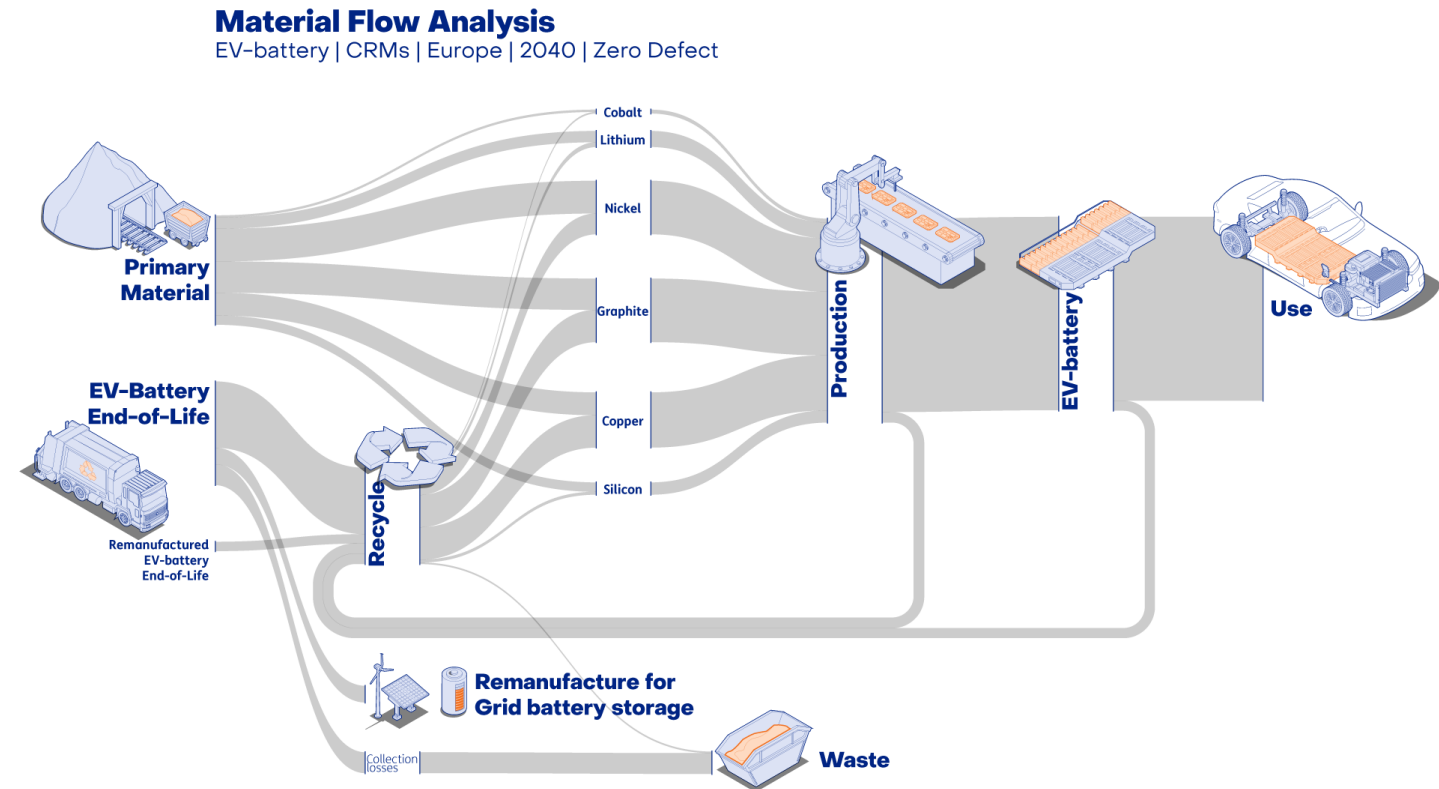 Material Flow Analysis
EV-battery | CRMs | Europe | 2040 | Zero Defect
Cobalt
Lithium
Nickel
Graphite
Copper
Silicon
Primary
Material
EV-Battery
End-of-Life
Remanufactured
EV-battery
End-of-Life
Recycle
Production
EV-battery
Use
Remanufacture for
Grid battery storage
Collection
losses
Waste